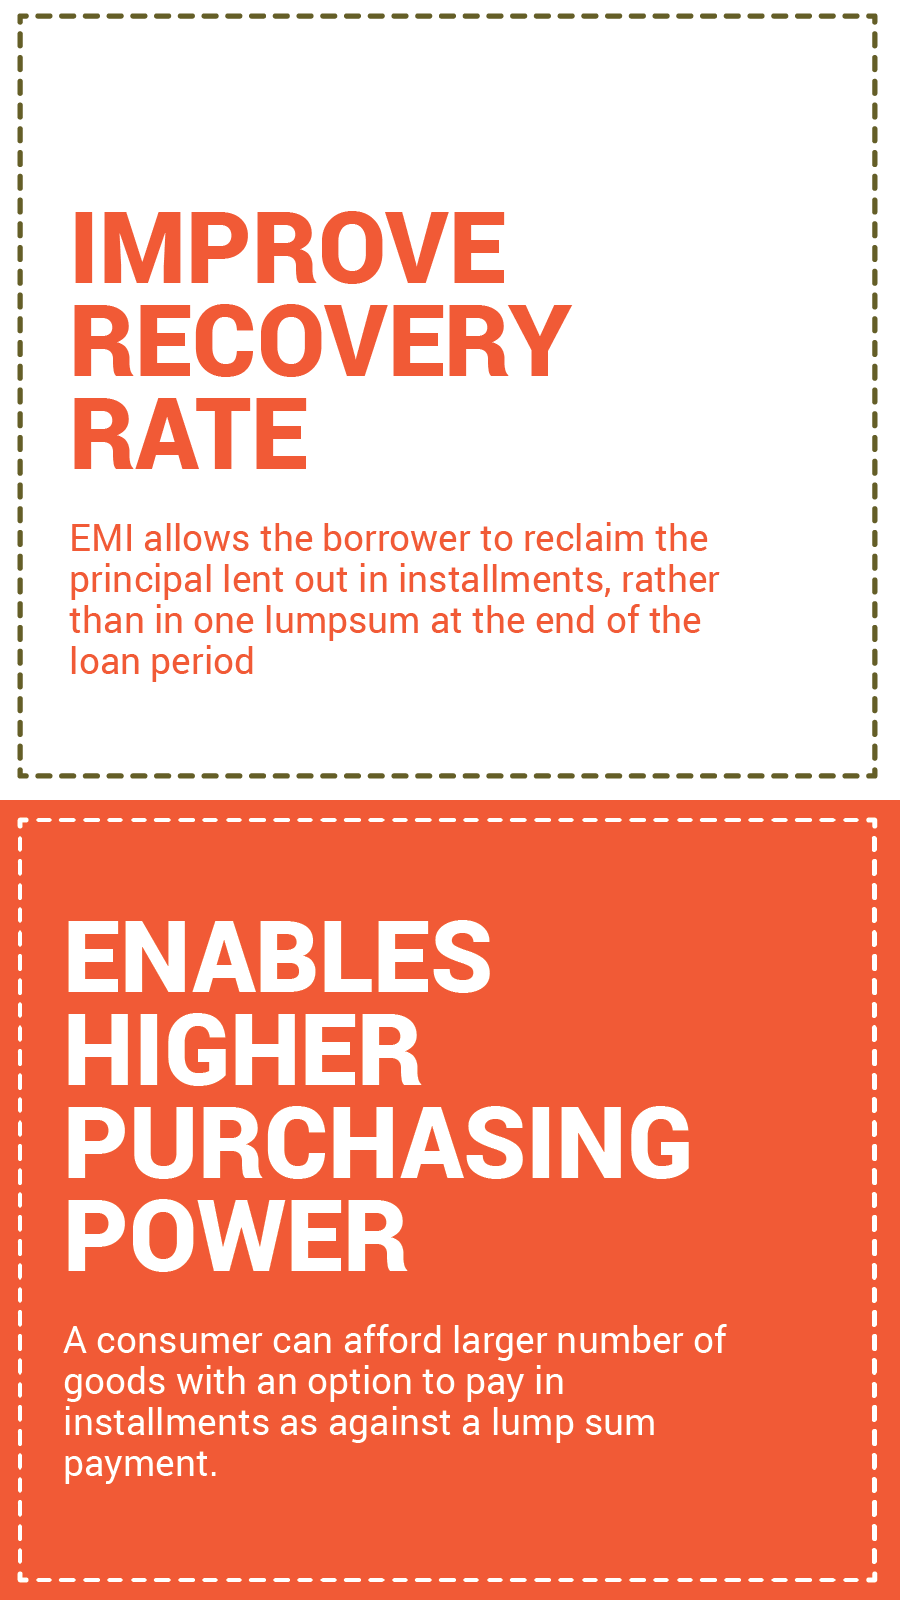 IMPROVE
RECOVERY
RATE
EMI allows the borrower to reclaim the
principal lent out in installments, rather
than in one lumpsum at the end of the
loan period
ENABLES
HIGHER
PURCHASING
POWER
A consumer can afford larger number of
goods with an option to pay in
installments as against a lump sum
payment.